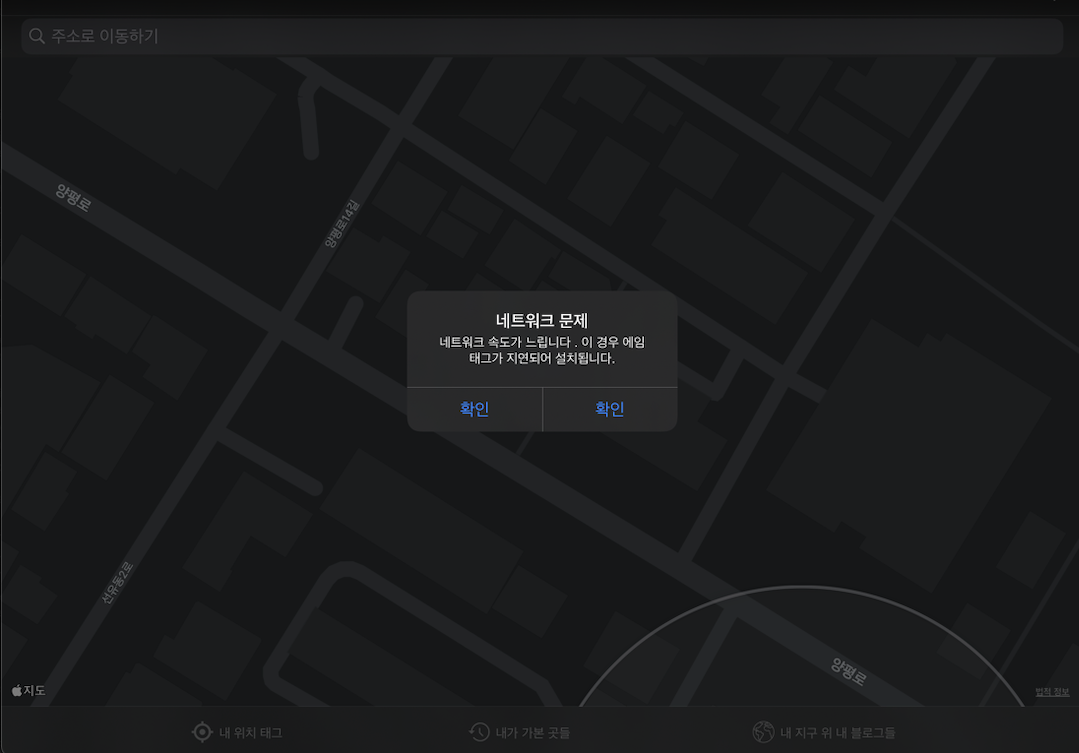 주소로 이동하기
양평로
양평로14길
네트워크 문제
네트워크 속도가 느립니다 . 이 경우 에임
태그가 지연되어 설치됩니다.
확인
확인
선유동2로
양평로
지도
법적 정보
내 위치 태그
내가 가본 곳들
내 지구 위 내 블로그들